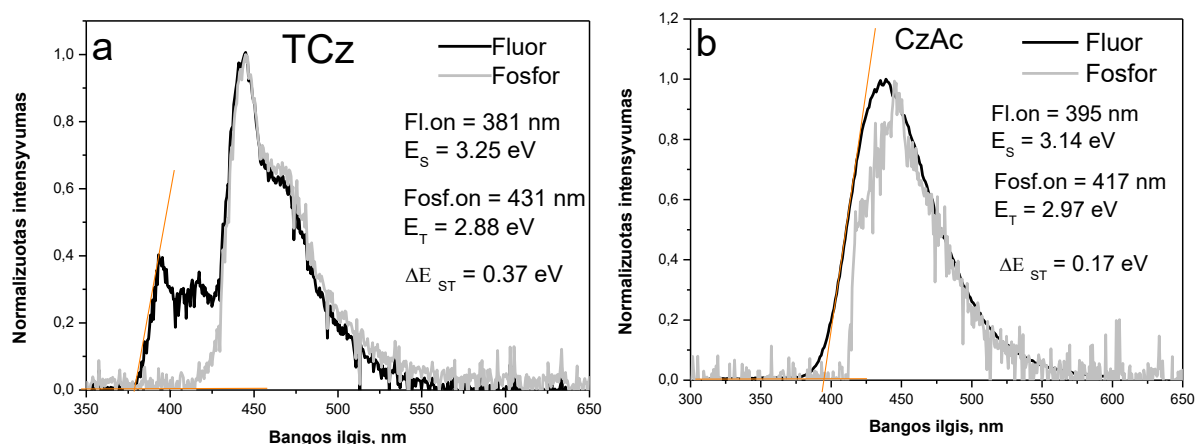 a
TCz
Fluor
Fosfor
Fl.on = 381 nm
E_S = 3.25 eV
Fosf.on = 431 nm
E_T = 2.88 eV
ΔE_ST = 0.37 eV
Normalizuotas intensyvumas
1,0
0,8
0,6
0,4
0,2
0,0
350 400 450 500 550 600 650
Bangos ilgis, nm
b
CzAc
Fluor
Fosfor
Fl.on = 395 nm
E_S = 3.14 eV
Fosf.on = 417 nm
E_T = 2.97 eV
ΔE_ST = 0.17 eV
Normalizuotas intensyvumas
1,2
1,0
0,8
0,6
0,4
0,2
0,0
300 350 400 450 500 550 600 650
Bangos ilgis, nm